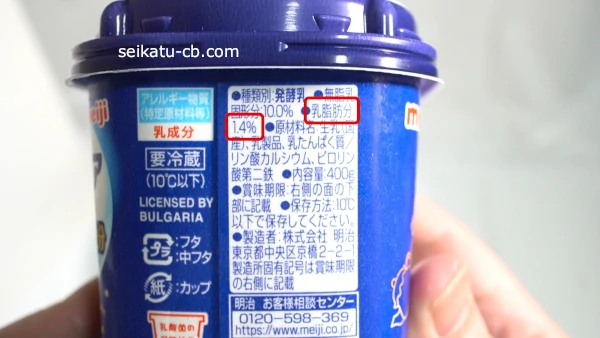 seikatu-cb.com
meiji
アレルギー物質
(特定原材料等)
乳成分
要冷蔵
(10℃以下)
LICENSED BY
BULGARIA
プラ
:フタ
:中フタ
紙
:カップ
乳酸菌の
●種類別:発酵乳 ●無脂乳
固形分:10.0% ●乳脂肪分
1.4% ●原材料名:生乳(国
産)、乳製品、乳たんぱく質/
リン酸カルシウム、ピロリン
酸第二鉄 ●内容量:400g
●賞味期限:右側の面の下
部に記載 ●保存方法:10℃
以下で保存してください。
●製造者:株式会社 明治
東京都中央区京橋2-2-1
製造所固有記号は賞味期限
の右側に記載
明治 お客様相談センター
0120-598-369
https://www.meiji.co.jp/